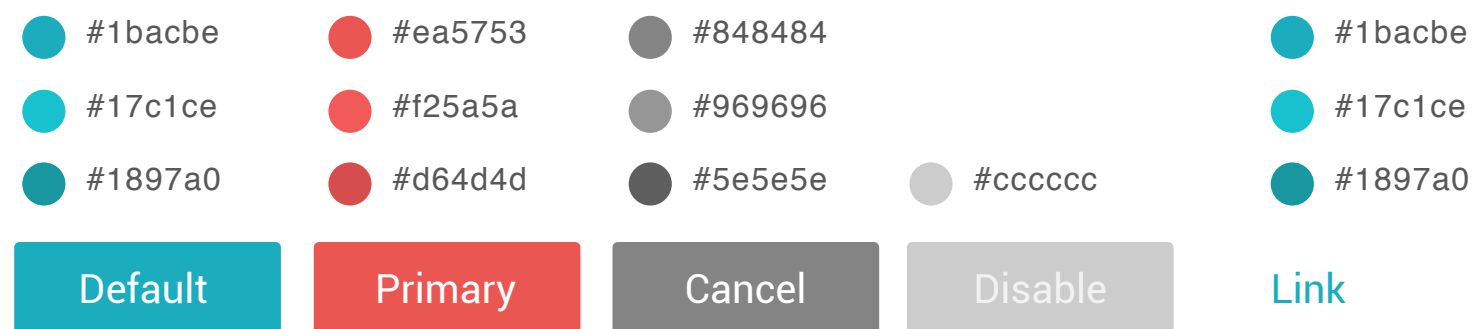 #1bacbe #ea5753 #848484 #1bacbe
#17c1ce #f25a5a #969696 #17c1ce
#1897a0 #d64d4d #5e5e5e #cccccc #1897a0
Default Primary Cancel Disable Link